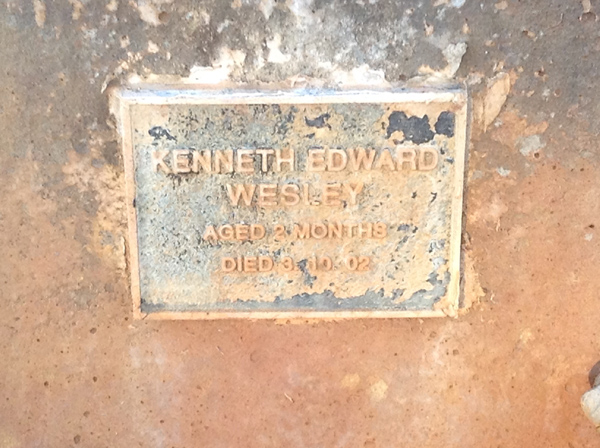 KENNETH EDWARD
WESLEY
AGED 2 MONTHS
DIED 3. 10. 02